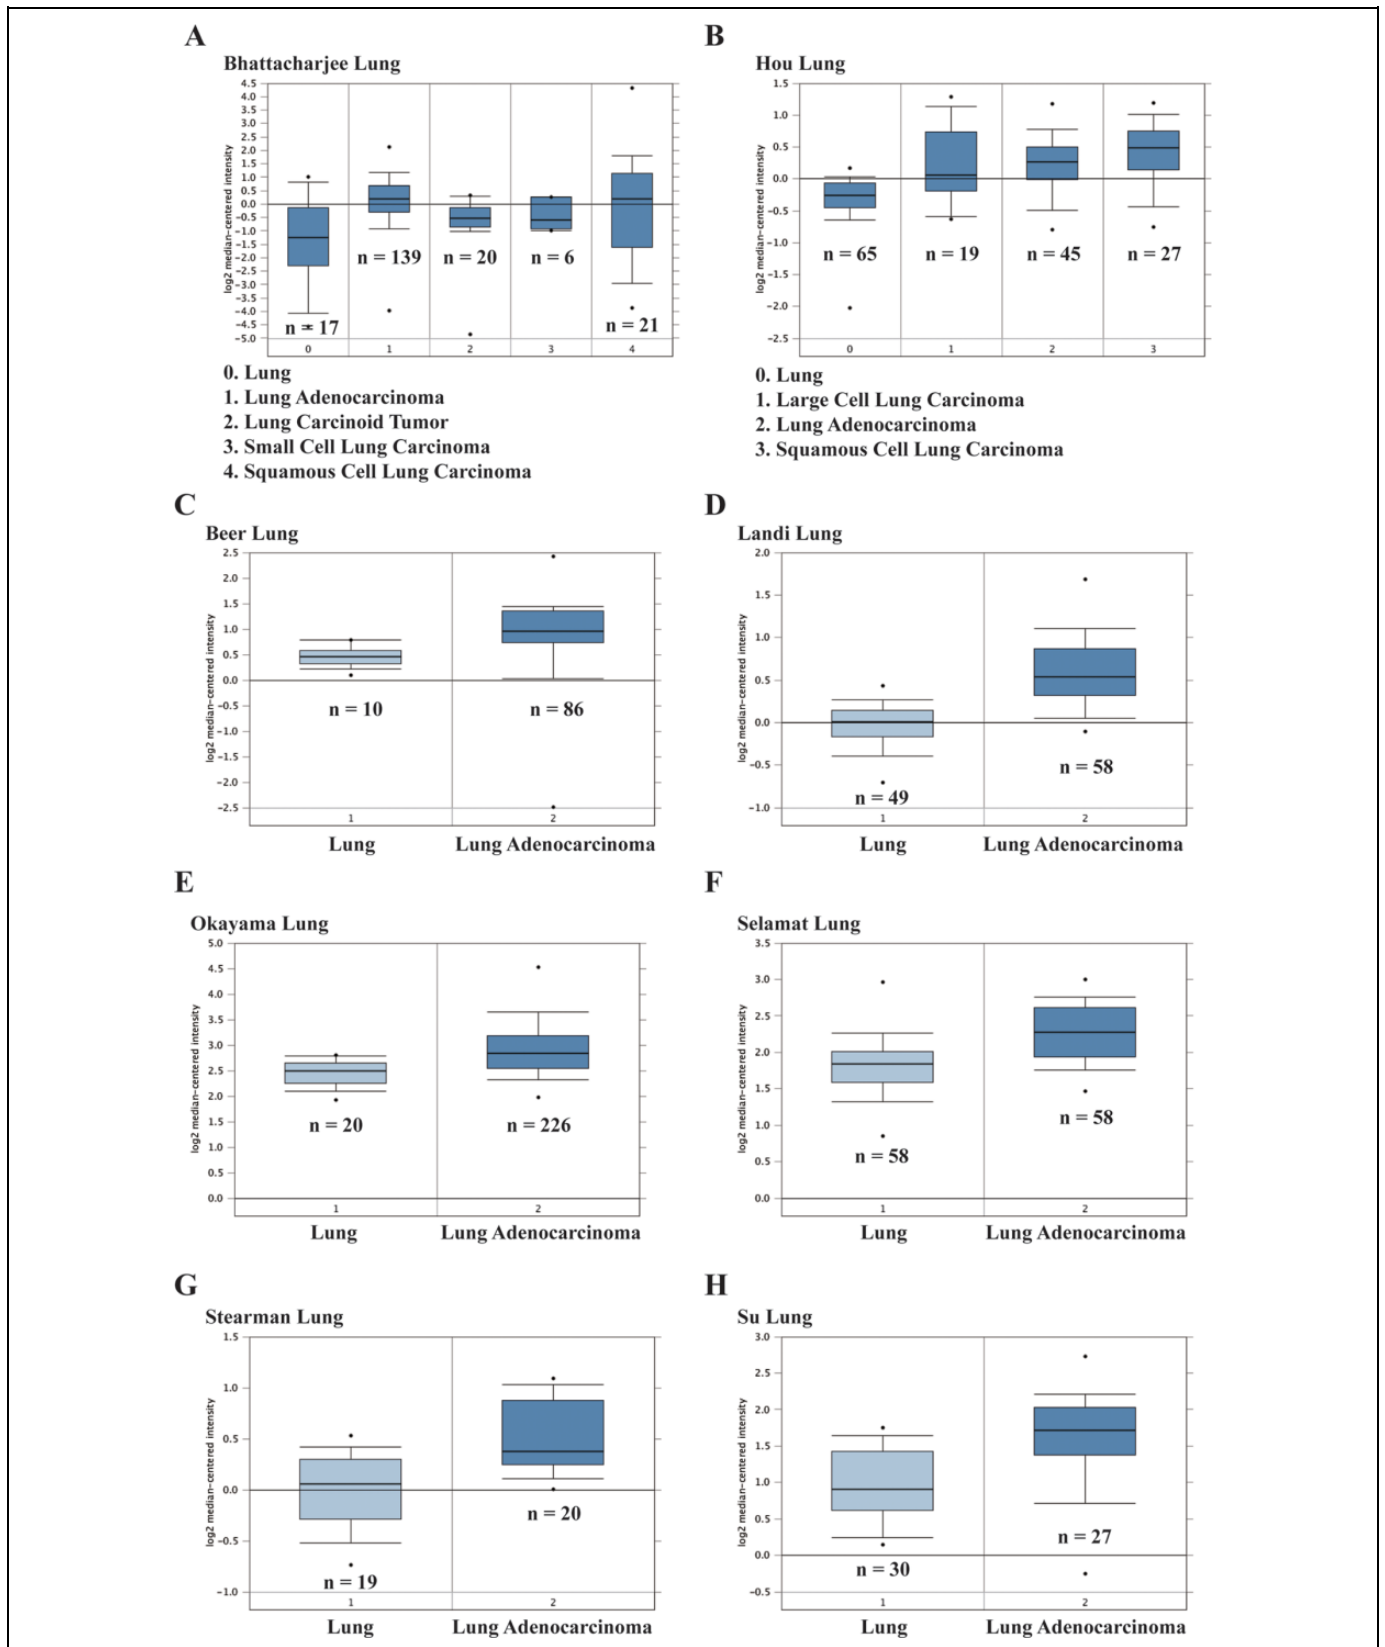 A
Bhattacharjee Lung
log2 median-centered intensity
4.5
4.0
3.5
3.0
2.5
2.0
1.5
1.0
0.5
0.0
-0.5
-1.0
-1.5
-2.0
-2.5
-3.0
-3.5
-4.0
-4.5
-5.0
n = 17
n = 139
n = 20
n = 6
n = 21
0 1 2 3 4
0. Lung
1. Lung Adenocarcinoma
2. Lung Carcinoid Tumor
3. Small Cell Lung Carcinoma
4. Squamous Cell Lung Carcinoma
B
Hou Lung
log2 median-centered intensity
1.5
1.0
0.5
0.0
-0.5
-1.0
-1.5
-2.0
-2.5
n = 65
n = 19
n = 45
n = 27
0 1 2 3
0. Lung
1. Large Cell Lung Carcinoma
2. Lung Adenocarcinoma
3. Squamous Cell Lung Carcinoma
C
Beer Lung
log2 median-centered intensity
2.5
2.0
1.5
1.0
0.5
0.0
-0.5
-1.0
-1.5
-2.0
-2.5
n = 10
n = 86
1 2
Lung Lung Adenocarcinoma
D
Landi Lung
log2 median-centered intensity
2.0
1.5
1.0
0.5
0.0
-0.5
-1.0
n = 49
n = 58
1 2
Lung Lung Adenocarcinoma
E
Okayama Lung
log2 median-centered intensity
5.0
4.5
4.0
3.5
3.0
2.5
2.0
1.5
1.0
0.5
0.0
n = 20
n = 226
1 2
Lung Lung Adenocarcinoma
F
Selamat Lung
log2 median-centered intensity
3.5
3.0
2.5
2.0
1.5
1.0
0.5
0.0
n = 58
n = 58
1 2
Lung Lung Adenocarcinoma
G
Stearman Lung
log2 median-centered intensity
1.5
1.0
0.5
0.0
-0.5
-1.0
n = 19
n = 20
1 2
Lung Lung Adenocarcinoma
H
Su Lung
log2 median-centered intensity
3.0
2.5
2.0
1.5
1.0
0.5
0.0
-0.5
n = 30
n = 27
1 2
Lung Lung Adenocarcinoma